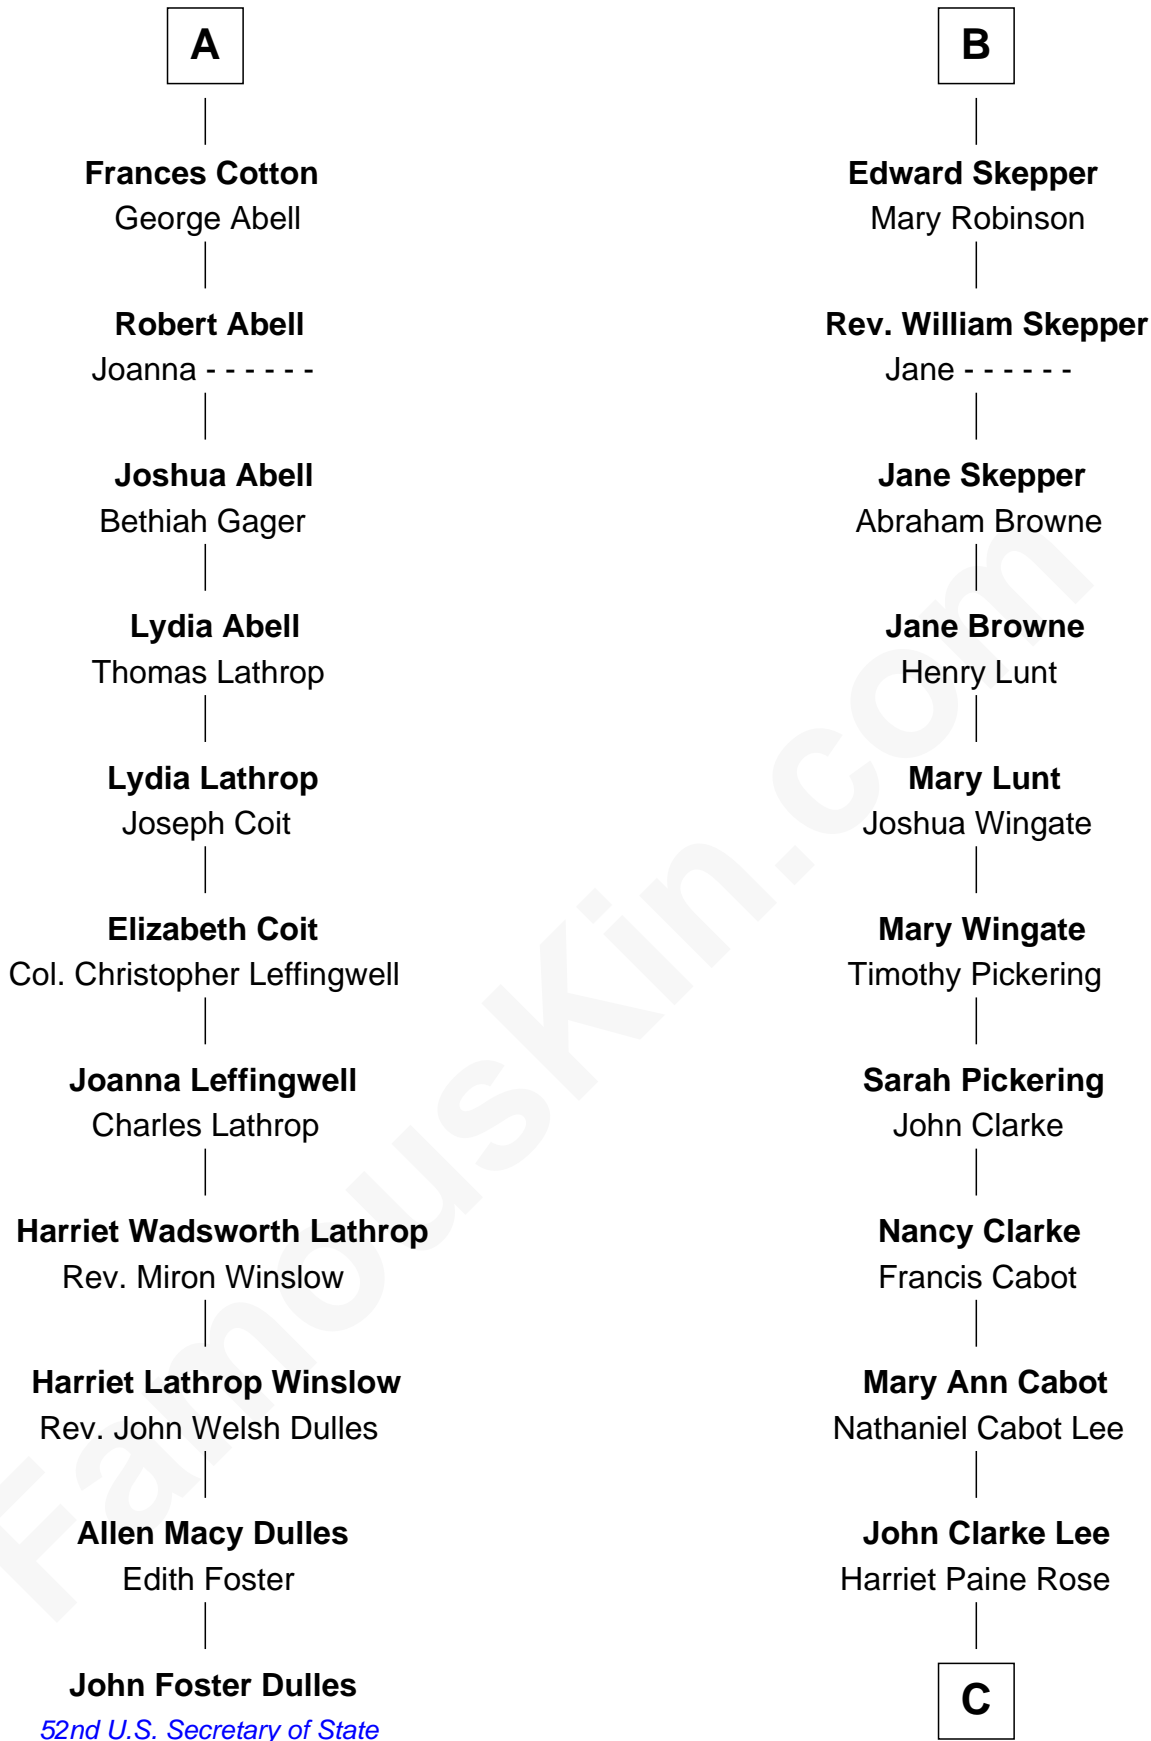 A
Frances Cotton
George Abell
Robert Abell
Joanna - - - - - -
Joshua Abell
Bethiah Gager
Lydia Abell
Thomas Lathrop
Lydia Lathrop
Joseph Coit
Elizabeth Coit
Col. Christopher Leffingwell
Joanna Leffingwell
Charles Lathrop
Harriet Wadsworth Lathrop
Rev. Miron Winslow
Harriet Lathrop Winslow
Rev. John Welsh Dulles
Allen Macy Dulles
Edith Foster
John Foster Dulles
52nd U.S. Secretary of State
B
Edward Skepper
Mary Robinson
Rev. William Skepper
Jane - - - - - -
Jane Skepper
Abraham Browne
Jane Browne
Henry Lunt
Mary Lunt
Joshua Wingate
Mary Wingate
Timothy Pickering
Sarah Pickering
John Clarke
Nancy Clarke
Francis Cabot
Mary Ann Cabot
Nathaniel Cabot Lee
John Clarke Lee
Harriet Paine Rose
C
FamousKin.com